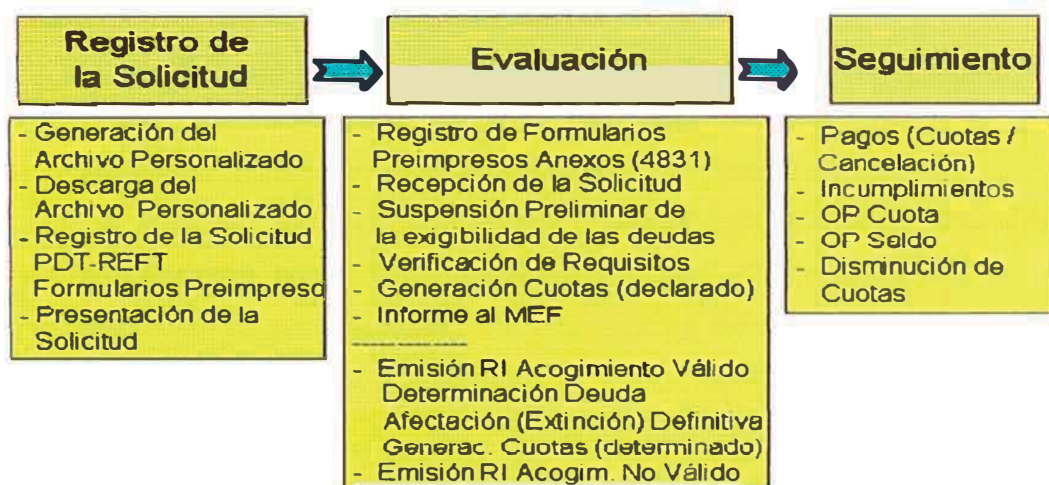 Registro de
la Solicitud
- Generación del
Archivo Personalizado
- Descarga del
Archivo Personalizado
- Registro de la Solicitud
PDT-REFT
Formularios Preimpresd
- Presentación de la
Solicitud
Evaluación
- Registro de Formularios
Preimpresos Anexos (4831)
- Recepción de la Solicitud
- Suspensión Preliminar de
la exigibilidad de las deudas
- Verificación de Requisitos
- Generación Cuotas (declarado)
- Informe al MEF
--------------
- Emisión RI Acogimiento Válido
Determinación Deuda
Afectación (Extinción) Definitiva
Generac. Cuotas (determinado)
- Emisión RI Acogim. No Válido
Seguimiento
- Pagos (Cuotas /
Cancelación)
- Incumplimientos
- OP Cuota
- OP Saldo
- Disminución de
Cuotas